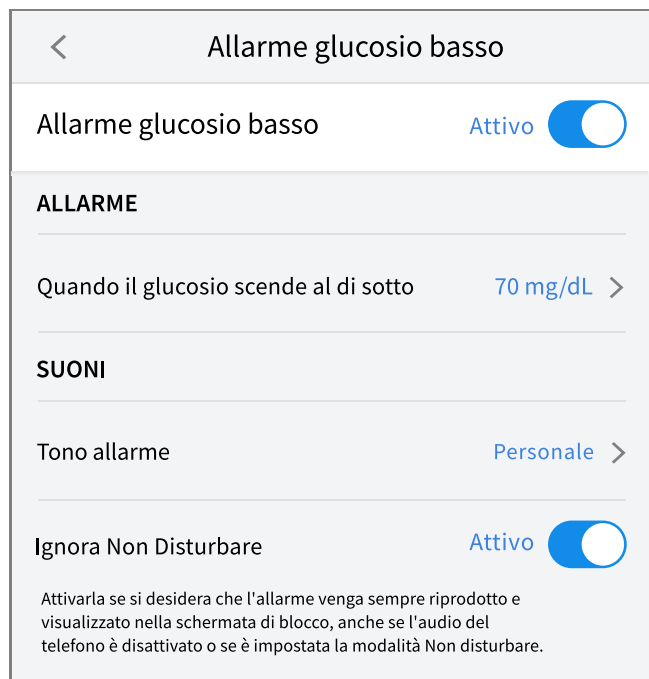 Allarme glucosio basso
Allarme glucosio basso Attivo
ALLARME
Quando il glucosio scende al di sotto 70 mg/dL
SUONI
Tono allarme Personale
Ignora Non Disturbare Attivo
Attivarla se si desidera che l'allarme venga sempre riprodotto e
visualizzato nella schermata di blocco, anche se l'audio del
telefono è disattivato o se è impostata la modalità Non disturbare.